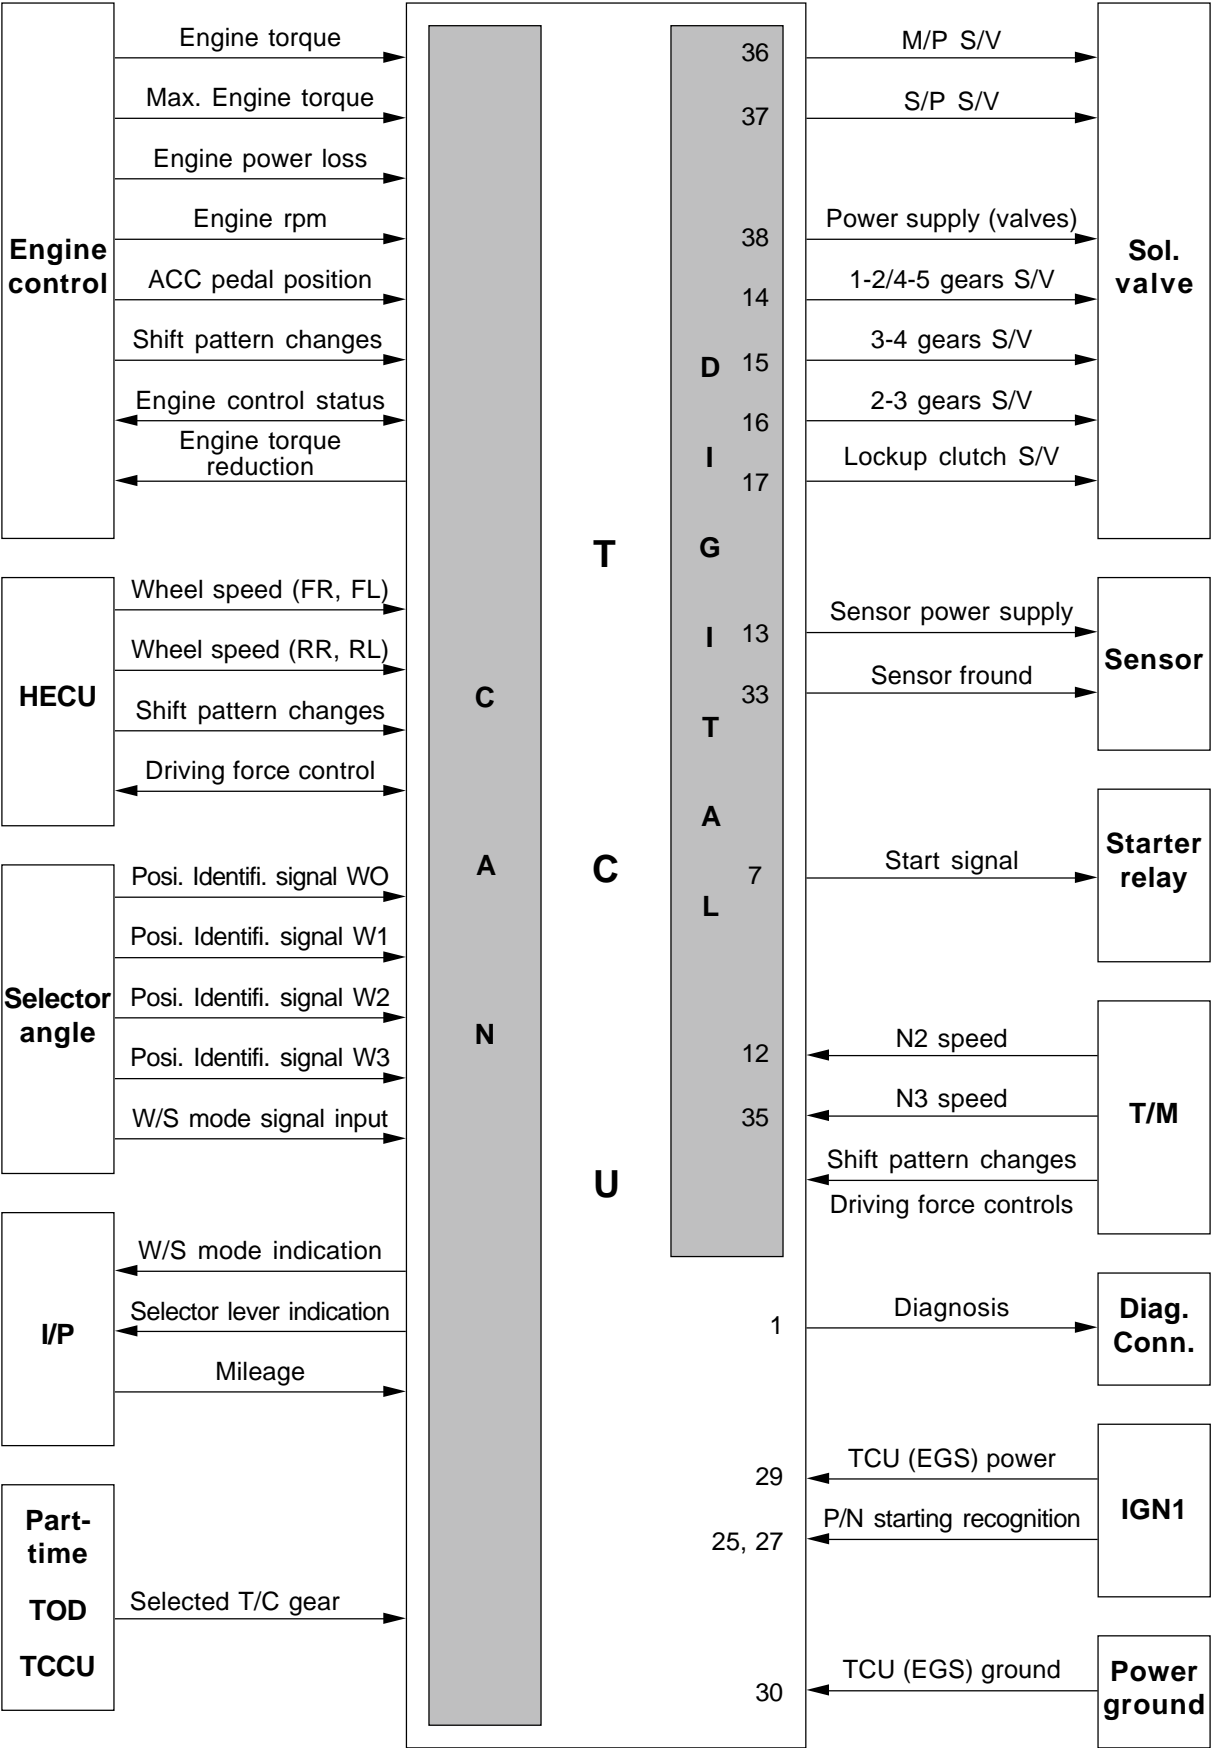 Engine
control
Engine torque
Max. Engine torque
Engine power loss
Engine rpm
ACC pedal position
Shift pattern changes
Engine control status
Engine torque
reduction
HECU
Wheel speed (FR, FL)
Wheel speed (RR, RL)
Shift pattern changes
Driving force control
Selector
angle
Posi. Identifi. signal WO
Posi. Identifi. signal W1
Posi. Identifi. signal W2
Posi. Identifi. signal W3
W/S mode signal input
I/P
W/S mode indication
Selector lever indication
Mileage
Part-
time
TOD
TCCU
Selected T/C gear
C
A
N
T
C
U
D
I
G
I
T
A
L
36
M/P S/V
37
S/P S/V
38
Power supply (valves)
14
1-2/4-5 gears S/V
15
3-4 gears S/V
16
2-3 gears S/V
17
Lockup clutch S/V
Sol.
valve
13
Sensor power supply
33
Sensor fround
Sensor
7
Start signal
Starter
relay
12
N2 speed
35
N3 speed
Shift pattern changes
Driving force controls
T/M
1
Diagnosis
Diag.
Conn.
29
TCU (EGS) power
25, 27
P/N starting recognition
IGN1
30
TCU (EGS) ground
Power
ground